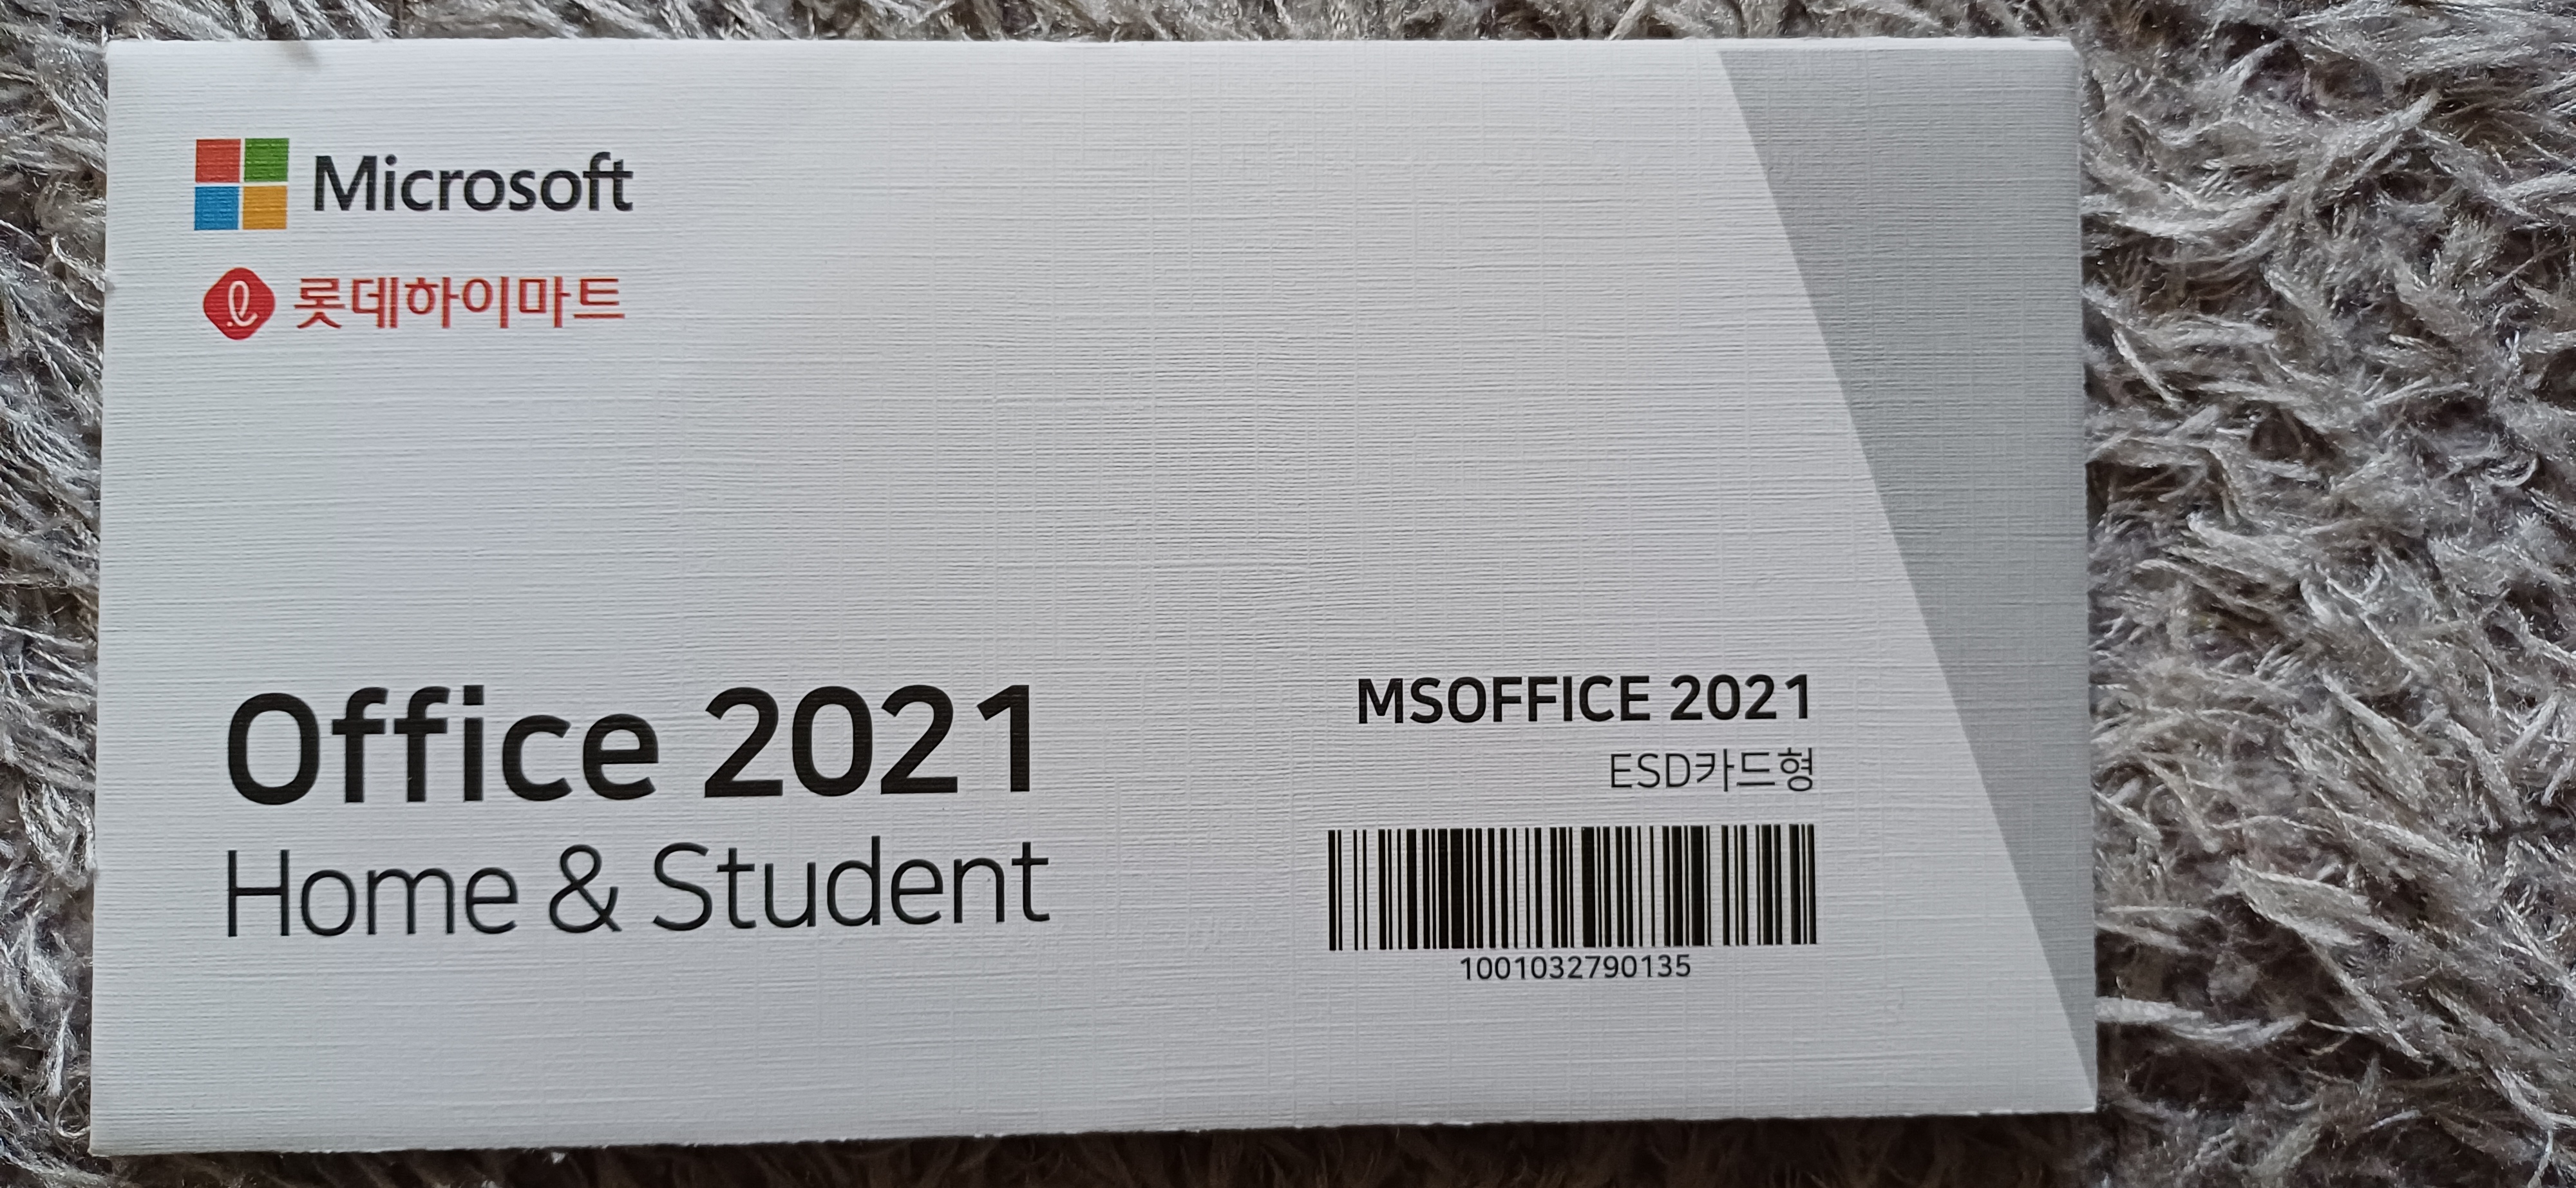 Microsoft
롯데하이마트
Office 2021
Home & Student
MSOFFICE 2021
ESD카드형
1001032790135